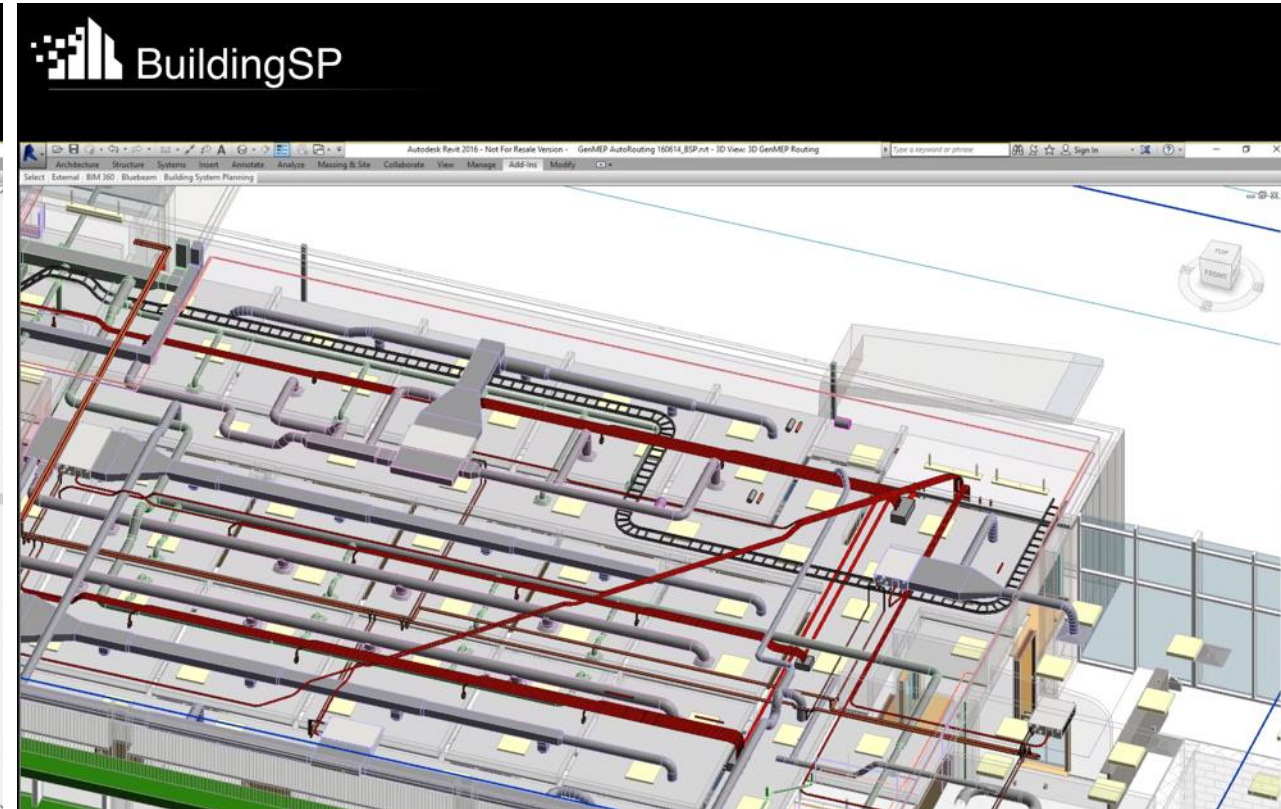 BuildingSP
Autodesk Revit 2016 - Not For Resale Version - GenMEP AutoRouting 160614_BSP.rvt - 3D View: 3D GenMEP Routing
Type a keyword or phrase
Sign In
Architecture Structure Systems Insert Annotate Analyze Massing & Site Collaborate View Manage Add-Ins Modify
Select External BIM 360 Bluebeam Building System Planning
TOP
FRONT